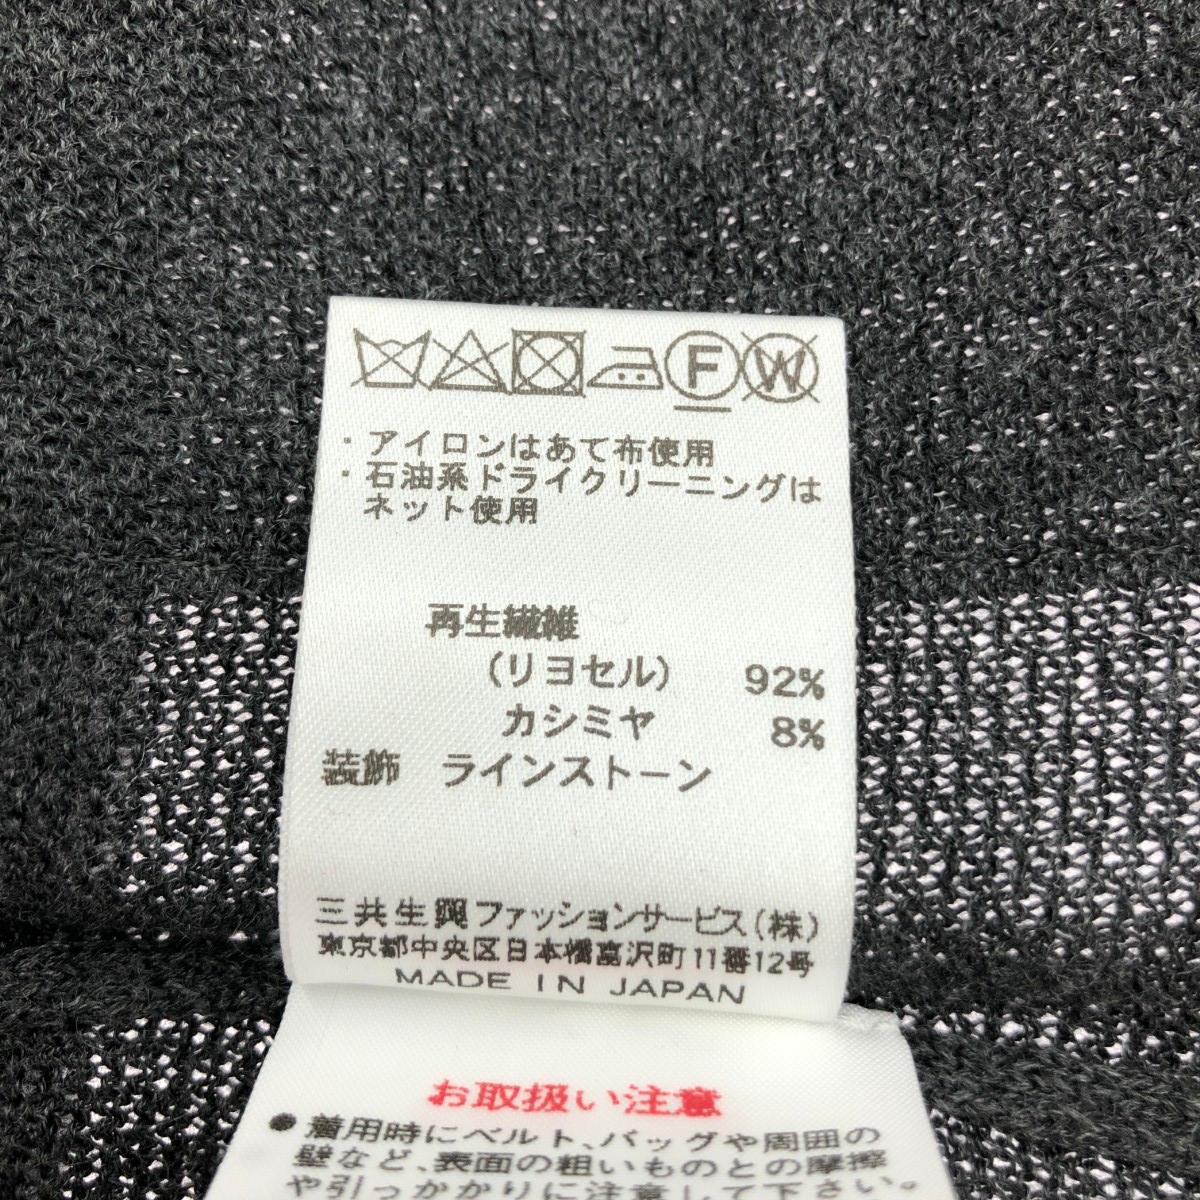 F W
・アイロンはあて布使用
・石油系ドライクリーニングは
ネット使用
再生繊維
(リヨセル) 92%
カシミヤ 8%
装飾 ラインストーン
三共生興ファッションサービス(株)
東京都中央区日本橋富沢町11番12号
MADE IN JAPAN
お取扱い注意
●着用時にベルト、バッグや周囲の
壁など、表面の粗いものとの摩擦
や引っかかりに注意して下さい。